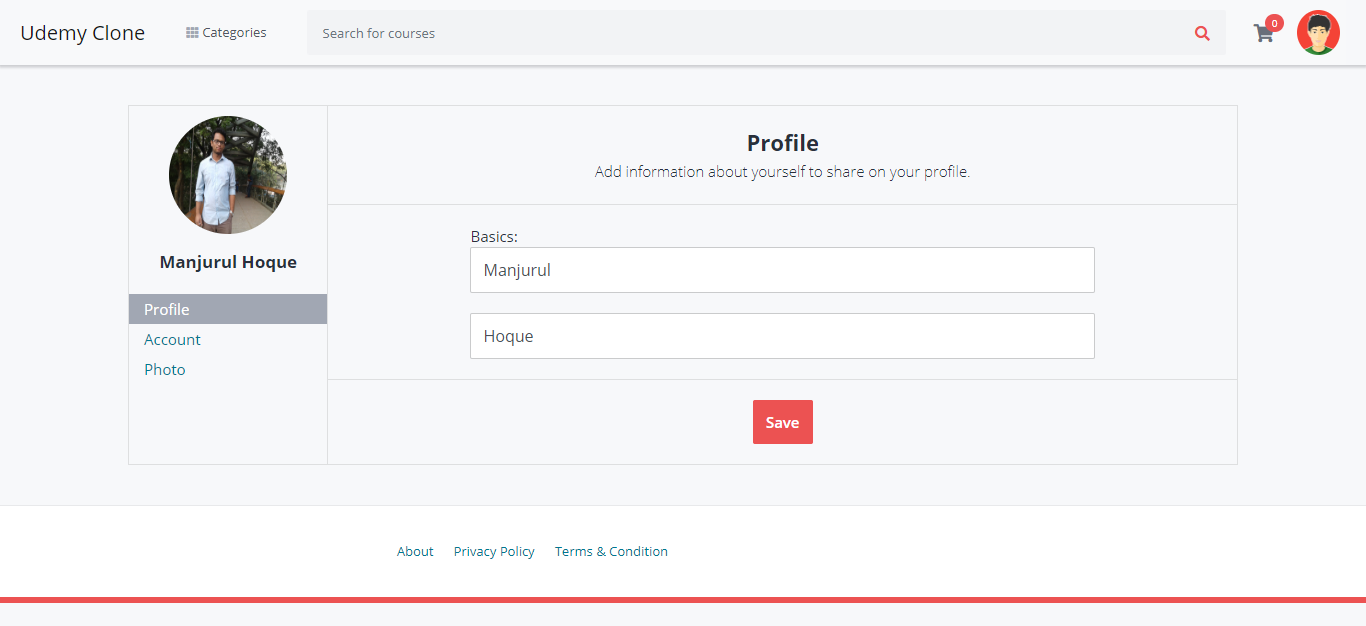 Udemy Clone
Categories
Search for courses
0
Manjurul Hoque
Profile
Account
Photo
Profile
Add information about yourself to share on your profile.
Basics:
Manjurul
Hoque
Save
About Privacy Policy Terms & Condition